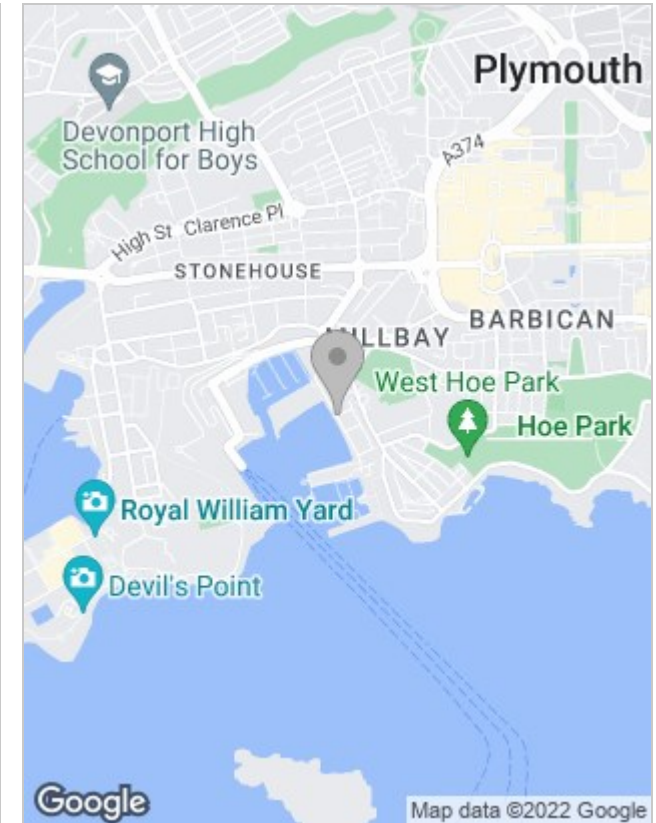 Plymouth
Devonport High
School for Boys
A374
High St
Clarence Pl
STONEHOUSE
BARBICAN
MILLBAY
West Hoe Park
Hoe Park
Royal William Yard
Devil's Point
Google
Map data ©2022 Google